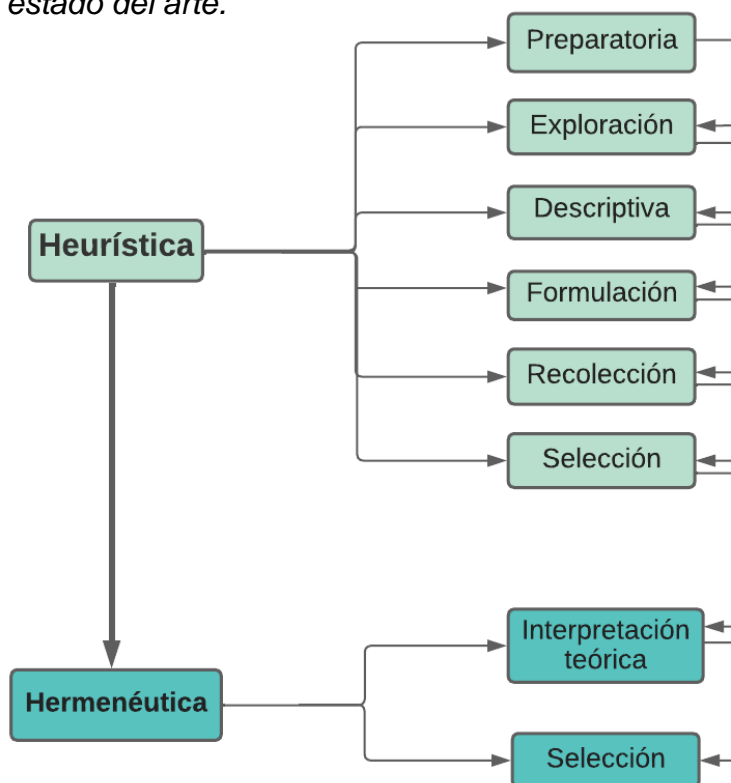 estado del arte.
Preparatoria
Exploración
Descriptiva
Heurística
Formulación
Recolección
Selección
Interpretación
teórica
Hermenéutica
Selección